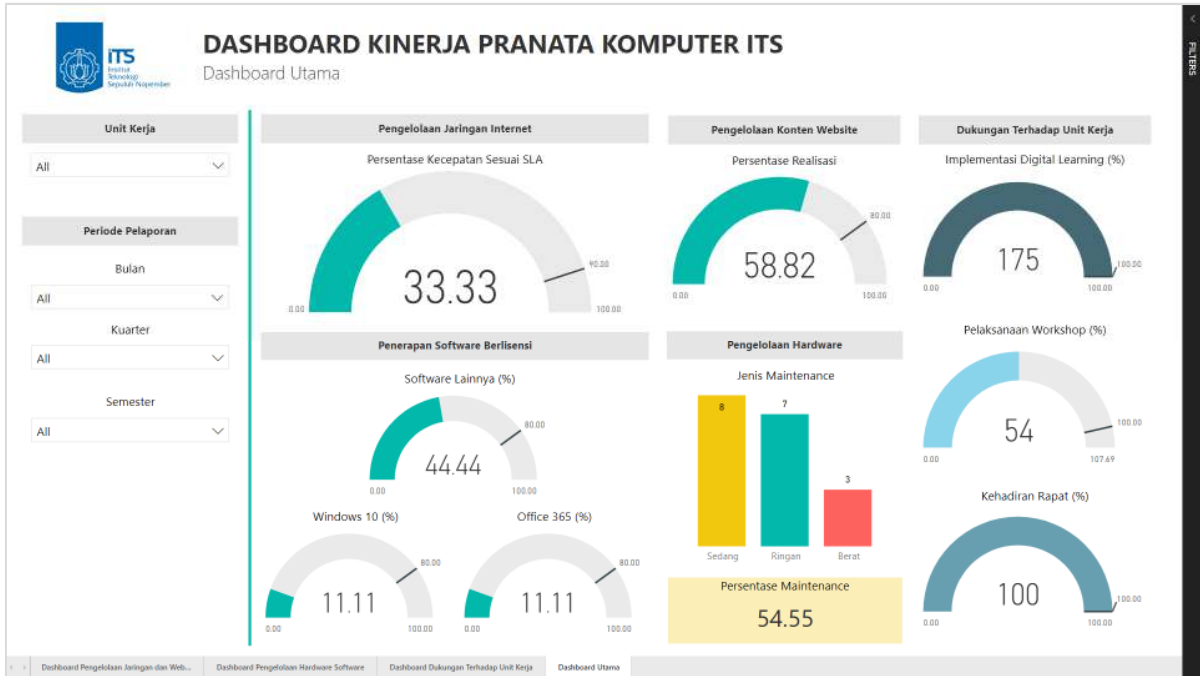 iTS
Institut
Teknologi
Sepuluh Nopember
DASHBOARD KINERJA PRANATA KOMPUTER ITS
Dashboard Utama
FILTERS
Unit Kerja
All
Periode Pelaporan
Bulan
All
Kuarter
All
Semester
All
Pengelolaan Jaringan Internet
Persentase Kecepatan Sesuai SLA
33.33
0.00
90.00
100.00
Penerapan Software Berlisensi
Software Lainnya (%)
44.44
0.00
80.00
100.00
Windows 10 (%)
11.11
0.00
80.00
100.00
Office 365 (%)
11.11
0.00
80.00
100.00
Pengelolaan Konten Website
Persentase Realisasi
58.82
0.00
80.00
100.00
Pengelolaan Hardware
Jenis Maintenance
8
7
3
Sedang
Ringan
Berat
Persentase Maintenance
54.55
Dukungan Terhadap Unit Kerja
Implementasi Digital Learning (%)
175
0.00
100.00
100.00
Pelaksanaan Workshop (%)
54
0.00
100.00
107.69
Kehadiran Rapat (%)
100
0.00
100.00
100.00
Dashboard Pengelolaan Jaringan dan Web...
Dashboard Pengelolaan Hardware Software
Dashboard Dukungan Terhadap Unit Kerja
Dashboard Utama